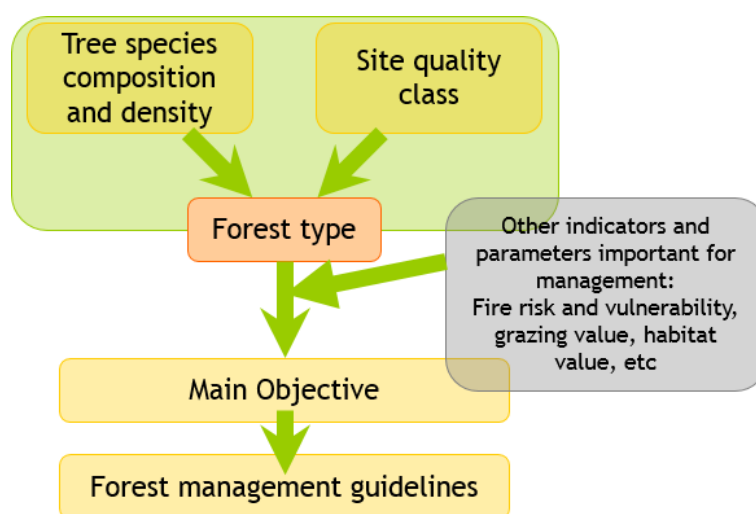 Tree species
composition
and density
Site quality
class
Forest type
Other indicators and
parameters important for
management:
Fire risk and vulnerability,
grazing value, habitat
value, etc
Main Objective
Forest management guidelines